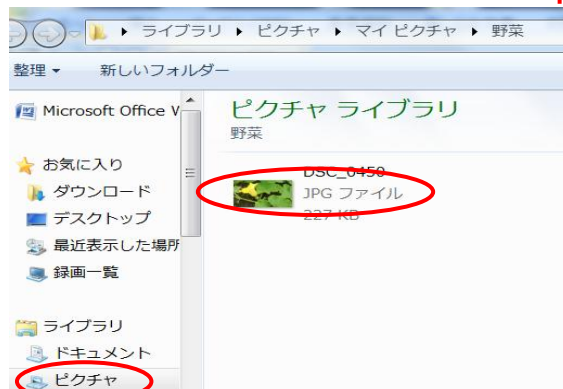 ライブラリ ▸ ピクチャ ▸ マイ ピクチャ ▸ 野菜
整理 ▼ 新しいフォルダー
Microsoft Office W
お気に入り
ダウンロード
デスクトップ
最近表示した場所
録画一覧
ライブラリ
ドキュメント
ピクチャ
ピクチャ ライブラリ
野菜
DSC_0450
JPG ファイル
227 KB